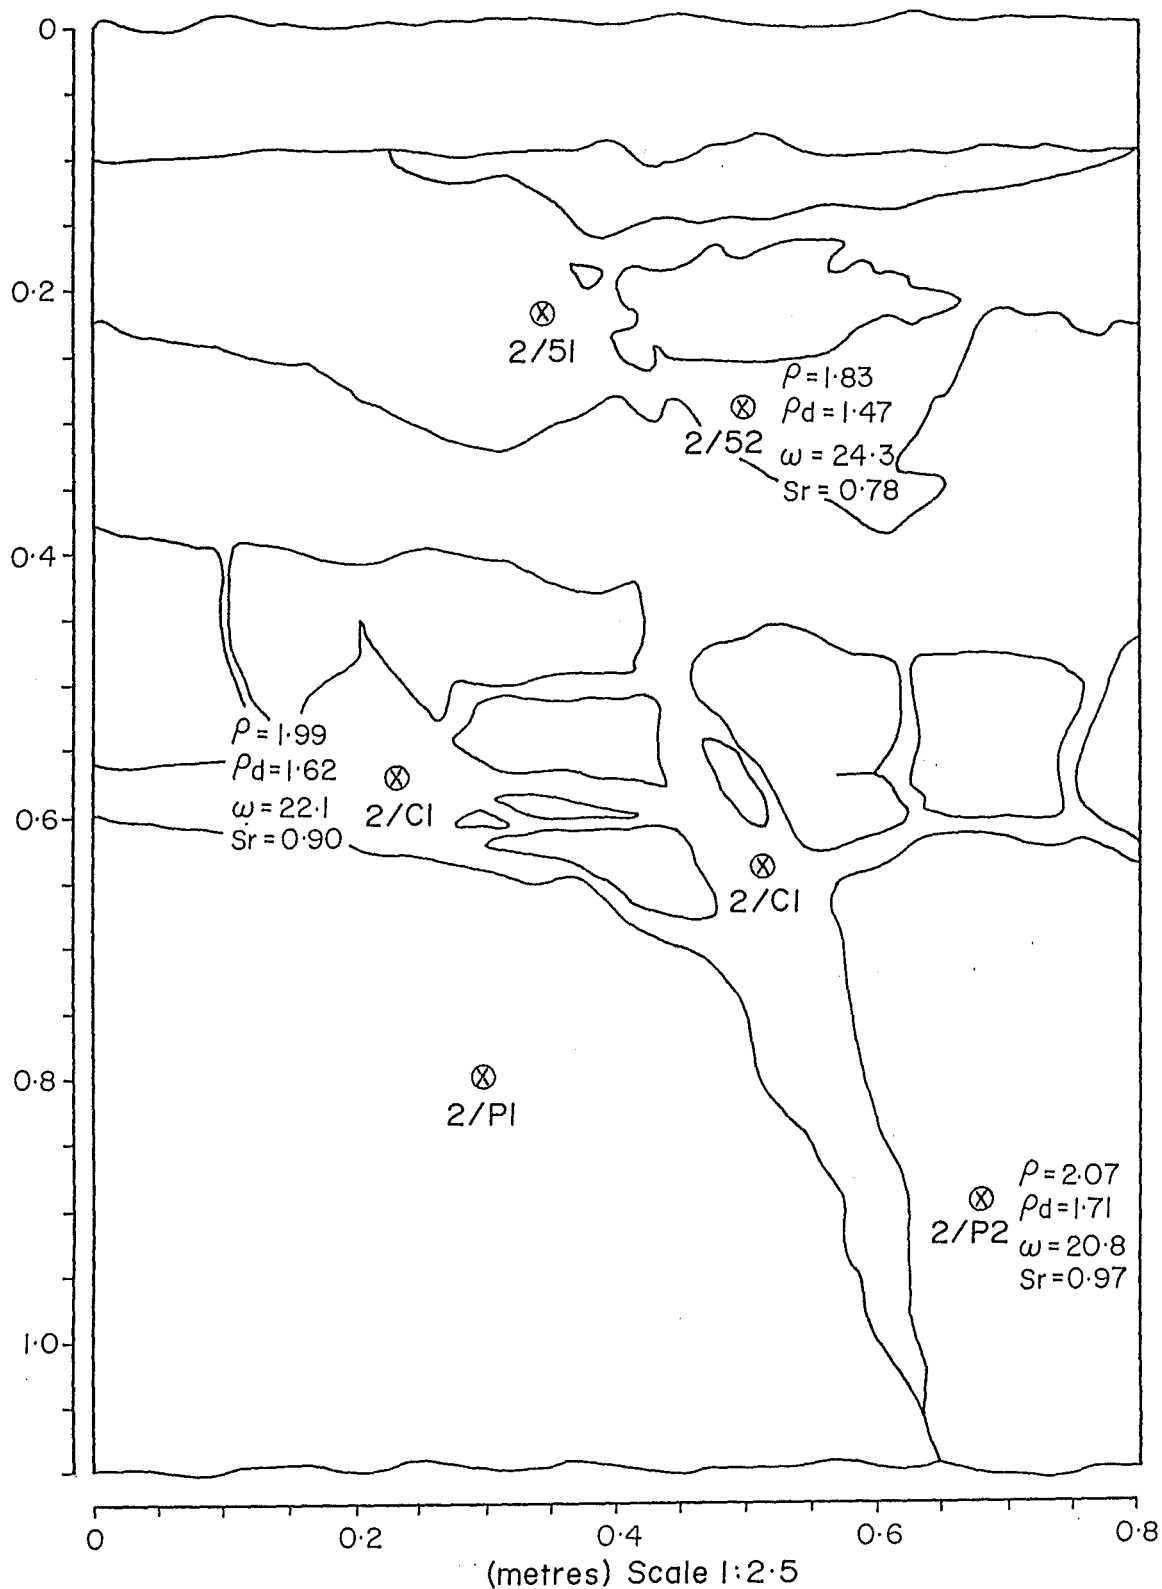 0
0·2
2/51
ρ=1·83
ρd=1·47
2/52
ω=24·3
Sr=0·78
0·4
ρ=1·99
ρd=1·62
2/C1
ω=22·1
0·6
Sr=0·90
2/C1
0·8
2/P1
ρ=2·07
ρd=1·71
2/P2
ω=20·8
Sr=0·97
1·0
0 0·2 0·4 0·6 0·8
(metres) Scale 1:2·5